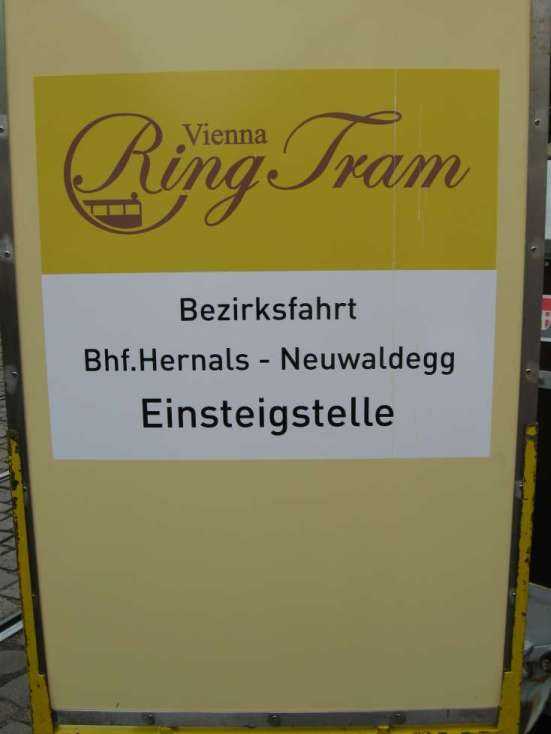 Vienna
Ring Tram
Bezirksfahrt
Bhf.Hernals - Neuwaldegg
Einsteigstelle